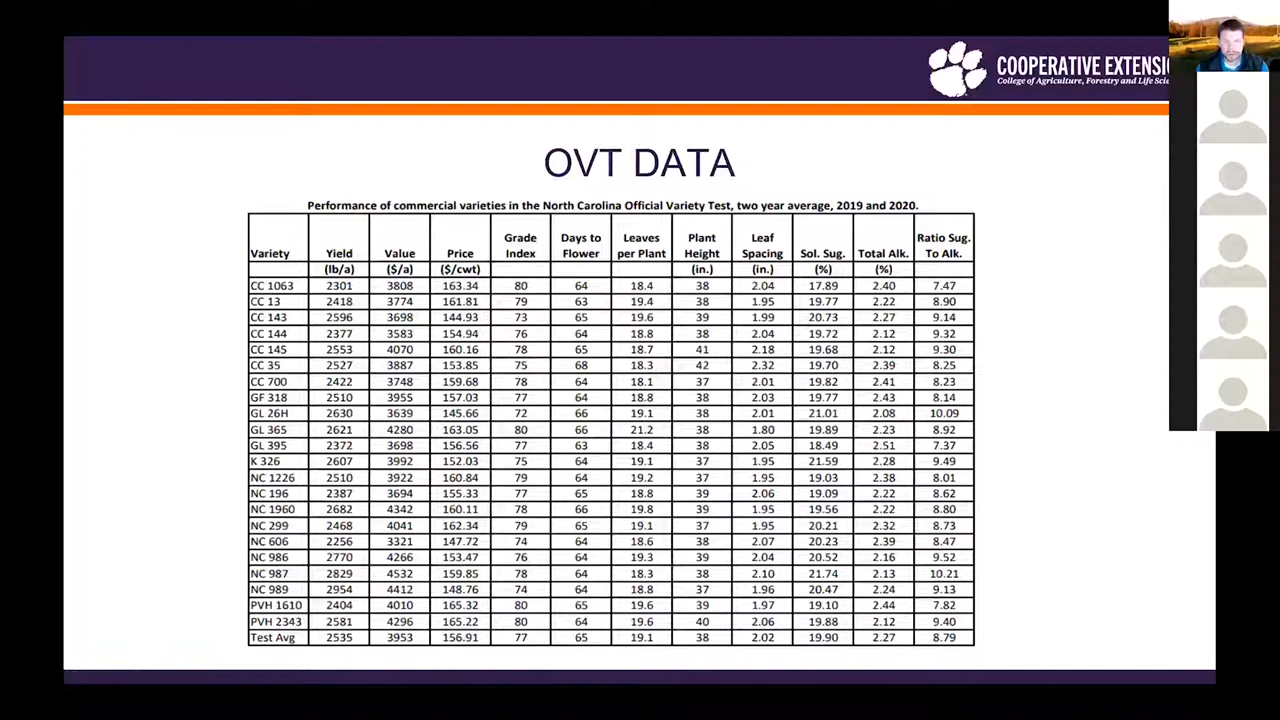 COOPERATIVE EXTENSI
College of Agriculture, Forestry and Life Scie
OVT DATA
Performance of commercial varieties in the North Carolina Official Variety Test, two year average, 2019 and 2020.
Grade Days to Leaves Plant Leaf Ratio Sug.
Variety Yield Value Price Index Flower per Plant Height Spacing Sol. Sug. Total Alk. To Alk.
(lb/a) ($/a) ($/cwt) (in.) (in.) (%) (%)
CC 1063 2301 3808 163.34 80 64 18.4 38 2.04 17.89 2.40 7.47
CC 13 2418 3774 161.81 79 63 19.4 38 1.95 19.77 2.22 8.90
CC 143 2596 3698 144.93 73 65 19.6 39 1.99 20.73 2.27 9.14
CC 144 2377 3583 154.94 76 64 18.8 38 2.04 19.72 2.12 9.32
CC 145 2553 4070 160.16 78 65 18.7 41 2.18 19.68 2.12 9.30
CC 35 2527 3887 153.85 75 68 18.3 42 2.32 19.70 2.39 8.25
CC 700 2422 3748 159.68 78 64 18.1 37 2.01 19.82 2.41 8.23
GF 318 2510 3955 157.03 77 64 18.8 38 2.03 19.77 2.43 8.14
GL 26H 2630 3639 145.66 72 66 19.1 38 2.01 21.01 2.08 10.09
GL 365 2621 4280 163.05 80 66 21.2 38 1.80 19.89 2.23 8.92
GL 395 2372 3698 156.56 77 63 18.4 38 2.05 18.49 2.51 7.37
K 326 2607 3992 152.03 75 64 19.1 37 1.95 21.59 2.28 9.49
NC 1226 2510 3922 160.84 79 64 19.2 37 1.95 19.03 2.38 8.01
NC 196 2387 3694 155.33 77 65 18.8 39 2.06 19.09 2.22 8.62
NC 1960 2682 4342 160.11 78 66 19.8 39 1.95 19.56 2.22 8.80
NC 299 2468 4041 162.34 79 65 19.1 37 1.95 20.21 2.32 8.73
NC 606 2256 3321 147.72 74 64 18.6 38 2.07 20.23 2.39 8.47
NC 986 2770 4266 153.47 76 64 19.3 39 2.04 20.52 2.16 9.52
NC 987 2829 4532 159.85 78 64 18.3 38 2.10 21.74 2.13 10.21
NC 989 2954 4412 148.76 74 64 18.8 37 1.96 20.47 2.24 9.13
PVH 1610 2404 4010 165.32 80 65 19.6 39 1.97 19.10 2.44 7.82
PVH 2343 2581 4296 165.22 80 64 19.6 40 2.06 19.88 2.12 9.40
Test Avg 2535 3953 156.91 77 65 19.1 38 2.02 19.90 2.27 8.79